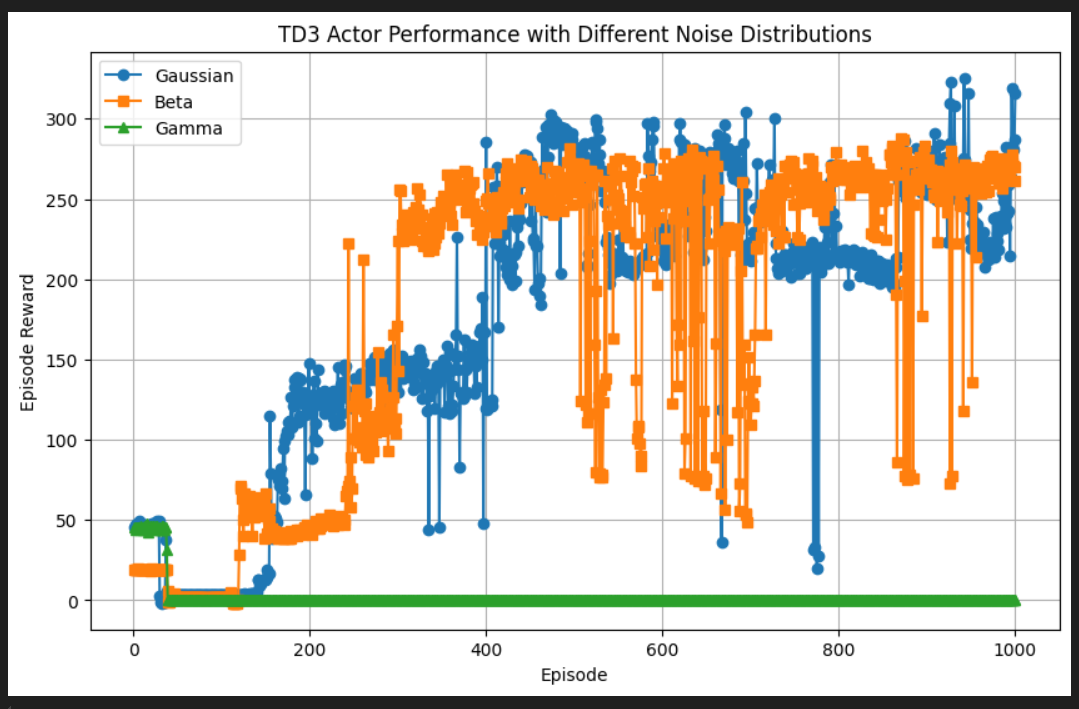 TD3 Actor Performance with Different Noise Distributions
Gaussian
Beta
Gamma
Episode Reward
300
250
200
150
100
50
0
0 200 400 600 800 1000
Episode